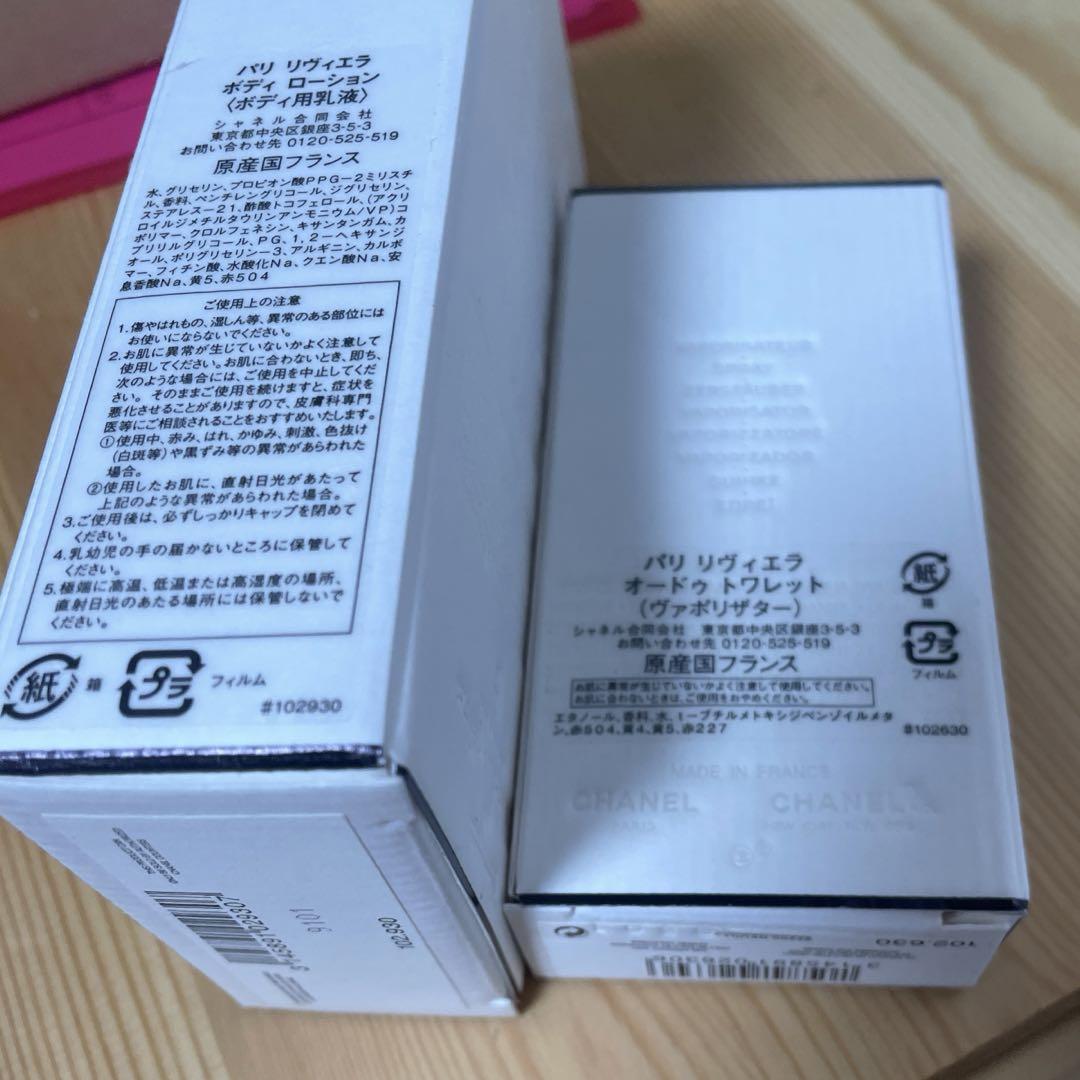 パリ リヴィエラ
ボディ ローション
〈ボディ用乳液〉
シャネル合同会社
東京都中央区銀座3-5-3
お問い合わせ先 0120-525-519
原産国フランス
水、グリセリン、プロピオン酸PPG-2ミリスチ
ル、香料、ペンチレングリコール、ジグリセリン、
ステアレス-21、酢酸トコフェロール、(アクリ
ロイルジメチルタウリンアンモニウム/VP)コ
ポリマー、クロルフェネシン、キサンタンガム、カ
プリリルグリコール、PG、1,2-ヘキサンジ
オール、ポリグリセリン-3、アルギニン、カルボ
マー、フィチン酸、水酸化Na、クエン酸Na、安
息香酸Na、黄5、赤504
ご使用上の注意
1.傷やはれもの、湿しん等、異常のある部位には
お使いにならないでください。
2.お肌に異常が生じていないかよく注意して
使用してください。お肌に合わないとき、即ち、
次のような場合には、ご使用を中止してくだ
さい。そのままご使用を続けますと、症状を
悪化させることがありますので、皮膚科専門
医等にご相談されることをおすすめいたします。
①使用中、赤み、はれ、かゆみ、刺激、色抜け
(白斑等)や黒ずみ等の異常があらわれた
場合。
②使用したお肌に、直射日光があたって
上記のような異常があらわれた場合。
3.ご使用後は、必ずしっかりキャップを閉めて
ください。
4.乳幼児の手の届かないところに保管して
ください。
5.極端に高温、低温または高湿度の場所、
直射日光のあたる場所には保管しないで
ください。
紙 箱 プラ フィルム
#102930
102.930
9101
VAPORISATEUR
SPRAY
ZERSTÄUBER
VAPORIZADOR
パリ リヴィエラ
オードゥ トワレット
(ヴァポリザター)
シャネル合同会社 東京都中央区銀座3-5-3
お問い合わせ先 0120-525-519
原産国フランス
お肌に異常が生じていないかよく注意して使用してください。
お肌に合わないときは、ご使用をおやめください。
エタノール、香料、水、t-ブチルメトキシジベンゾイルメタ
ン、赤504、黄4、黄5、赤227
#102630
紙
箱
プラ
フィルム
MADE IN FRANCE
CHANEL CHANEL
PARIS
102.630